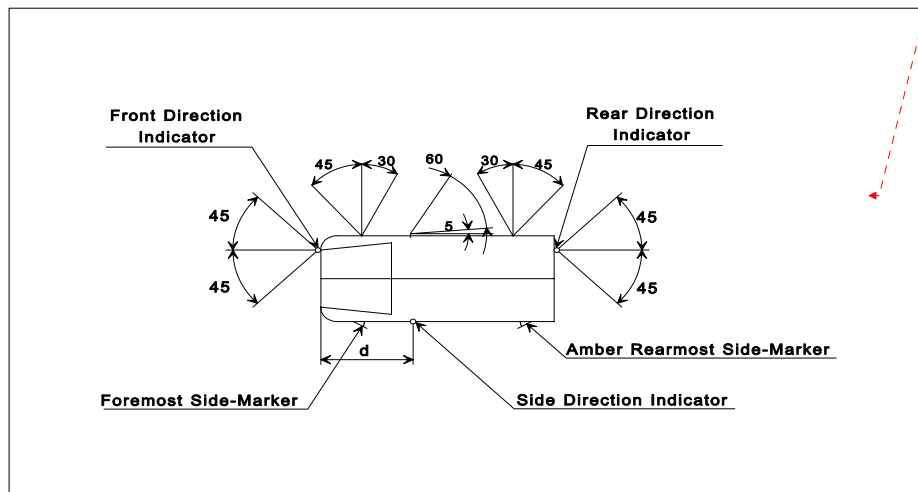 Front Direction
Indicator
Rear Direction
Indicator
45
30
60
30
45
45
45
5
45
45
d
Amber Rearmost Side-Marker
Foremost Side-Marker
Side Direction Indicator